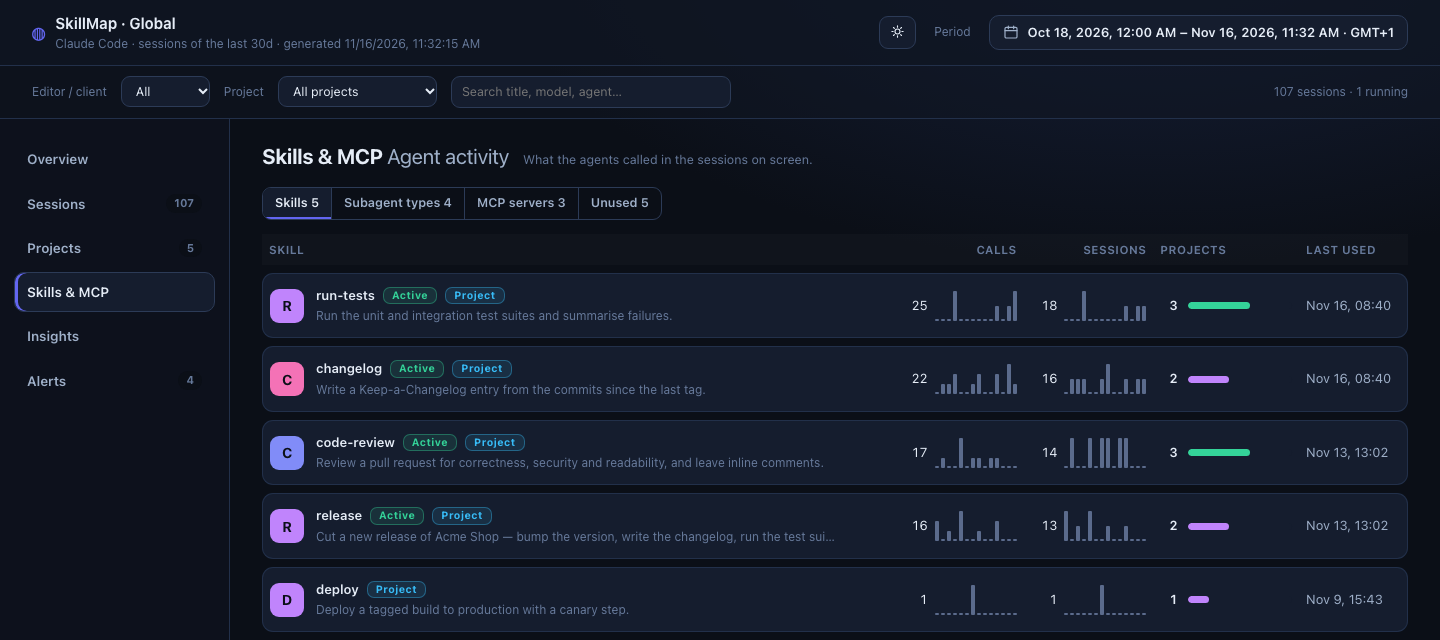 SkillMap · Global
Claude Code · sessions of the last 30d · generated 11/16/2026, 11:32:15 AM
Period
Oct 18, 2026, 12:00 AM – Nov 16, 2026, 11:32 AM · GMT+1
Editor / client
All
Project
All projects
Search title, model, agent…
107 sessions · 1 running
Overview
Sessions 107
Projects 5
Skills & MCP
Insights
Alerts 4
Skills & MCP Agent activity What the agents called in the sessions on screen.
Skills 5
Subagent types 4
MCP servers 3
Unused 5
SKILL CALLS SESSIONS PROJECTS LAST USED
R run-tests Active Project 25 18 3 Nov 16, 08:40
Run the unit and integration test suites and summarise failures.
C changelog Active Project 22 16 2 Nov 16, 08:40
Write a Keep-a-Changelog entry from the commits since the last tag.
C code-review Active Project 17 14 3 Nov 13, 13:02
Review a pull request for correctness, security and readability, and leave inline comments.
R release Active Project 16 13 2 Nov 13, 13:02
Cut a new release of Acme Shop — bump the version, write the changelog, run the test sui…
D deploy Project 1 1 1 Nov 9, 15:43
Deploy a tagged build to production with a canary step.